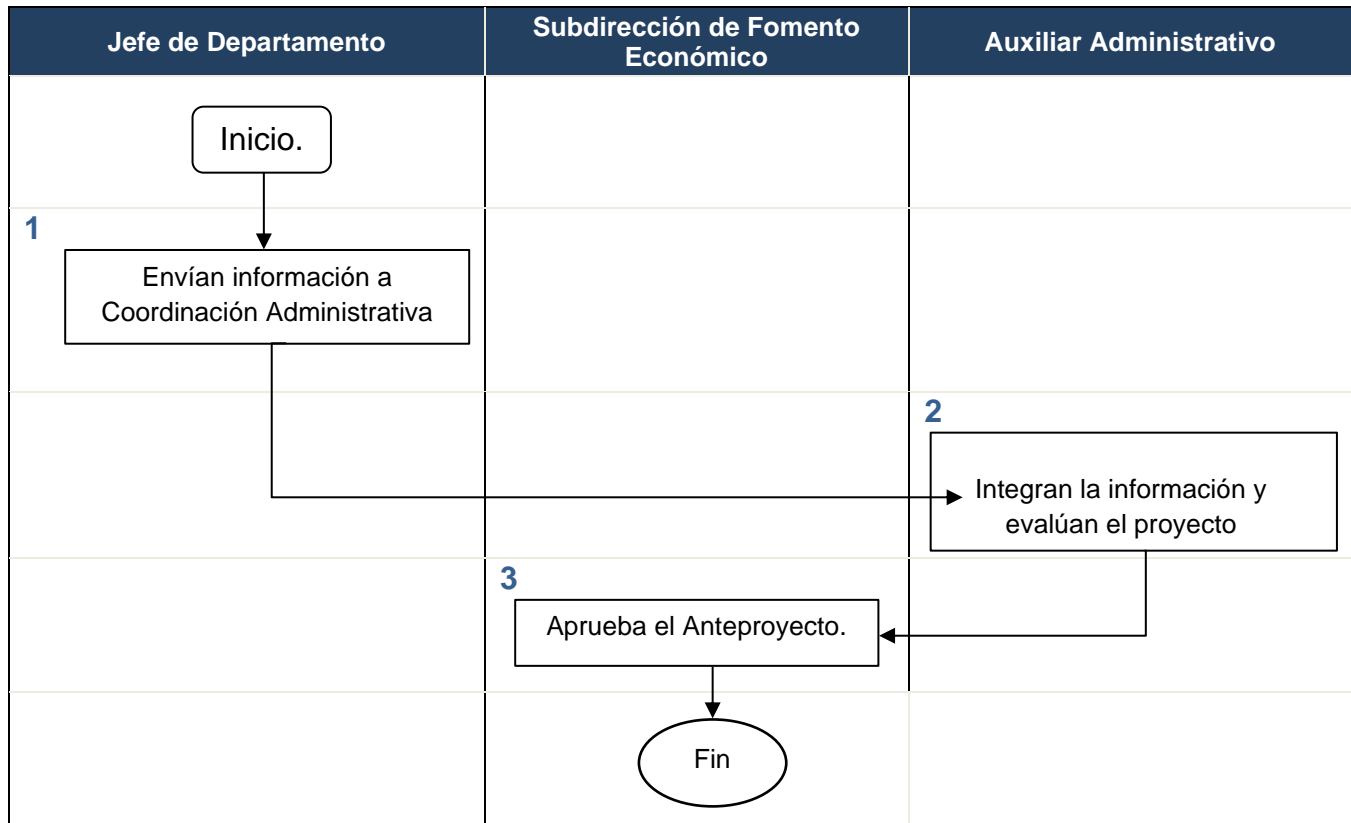 Jefe de Departamento
Subdirección de Fomento
Económico
Auxiliar Administrativo
Inicio.
1
Envían información a
Coordinación Administrativa
2
Integran la información y
evalúan el proyecto
3
Aprueba el Anteproyecto.
Fin